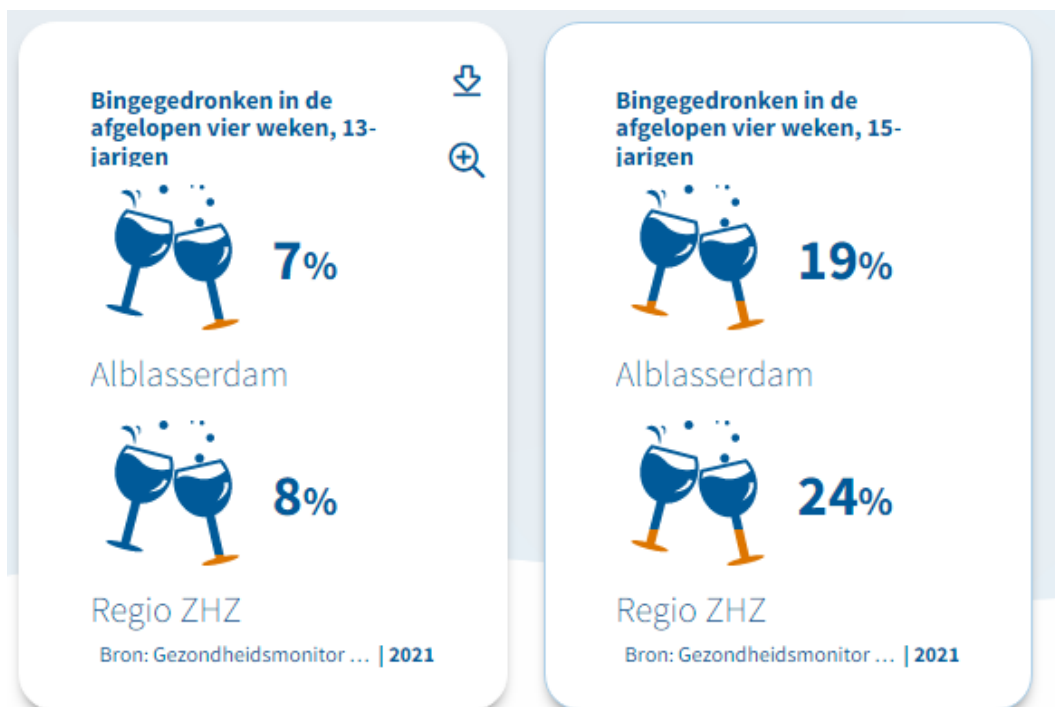 Bingegedronken in de
afgelopen vier weken, 13-
jarigen
7%
Alblasserdam
8%
Regio ZHZ
Bron: Gezondheidsmonitor ... | 2021
Bingegedronken in de
afgelopen vier weken, 15-
jarigen
19%
Alblasserdam
24%
Regio ZHZ
Bron: Gezondheidsmonitor ... | 2021